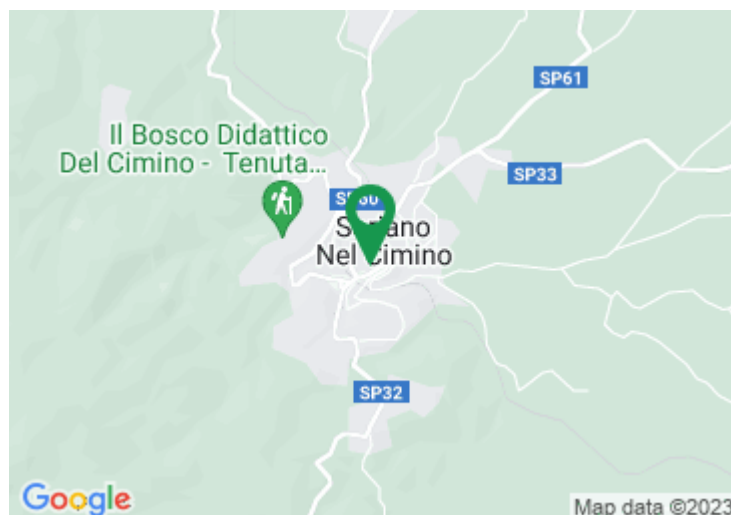 SP61
Il Bosco Didattico
Del Cimino - Tenuta...
SP33
Nel Cimino
SP32
Google
Map data ©2023